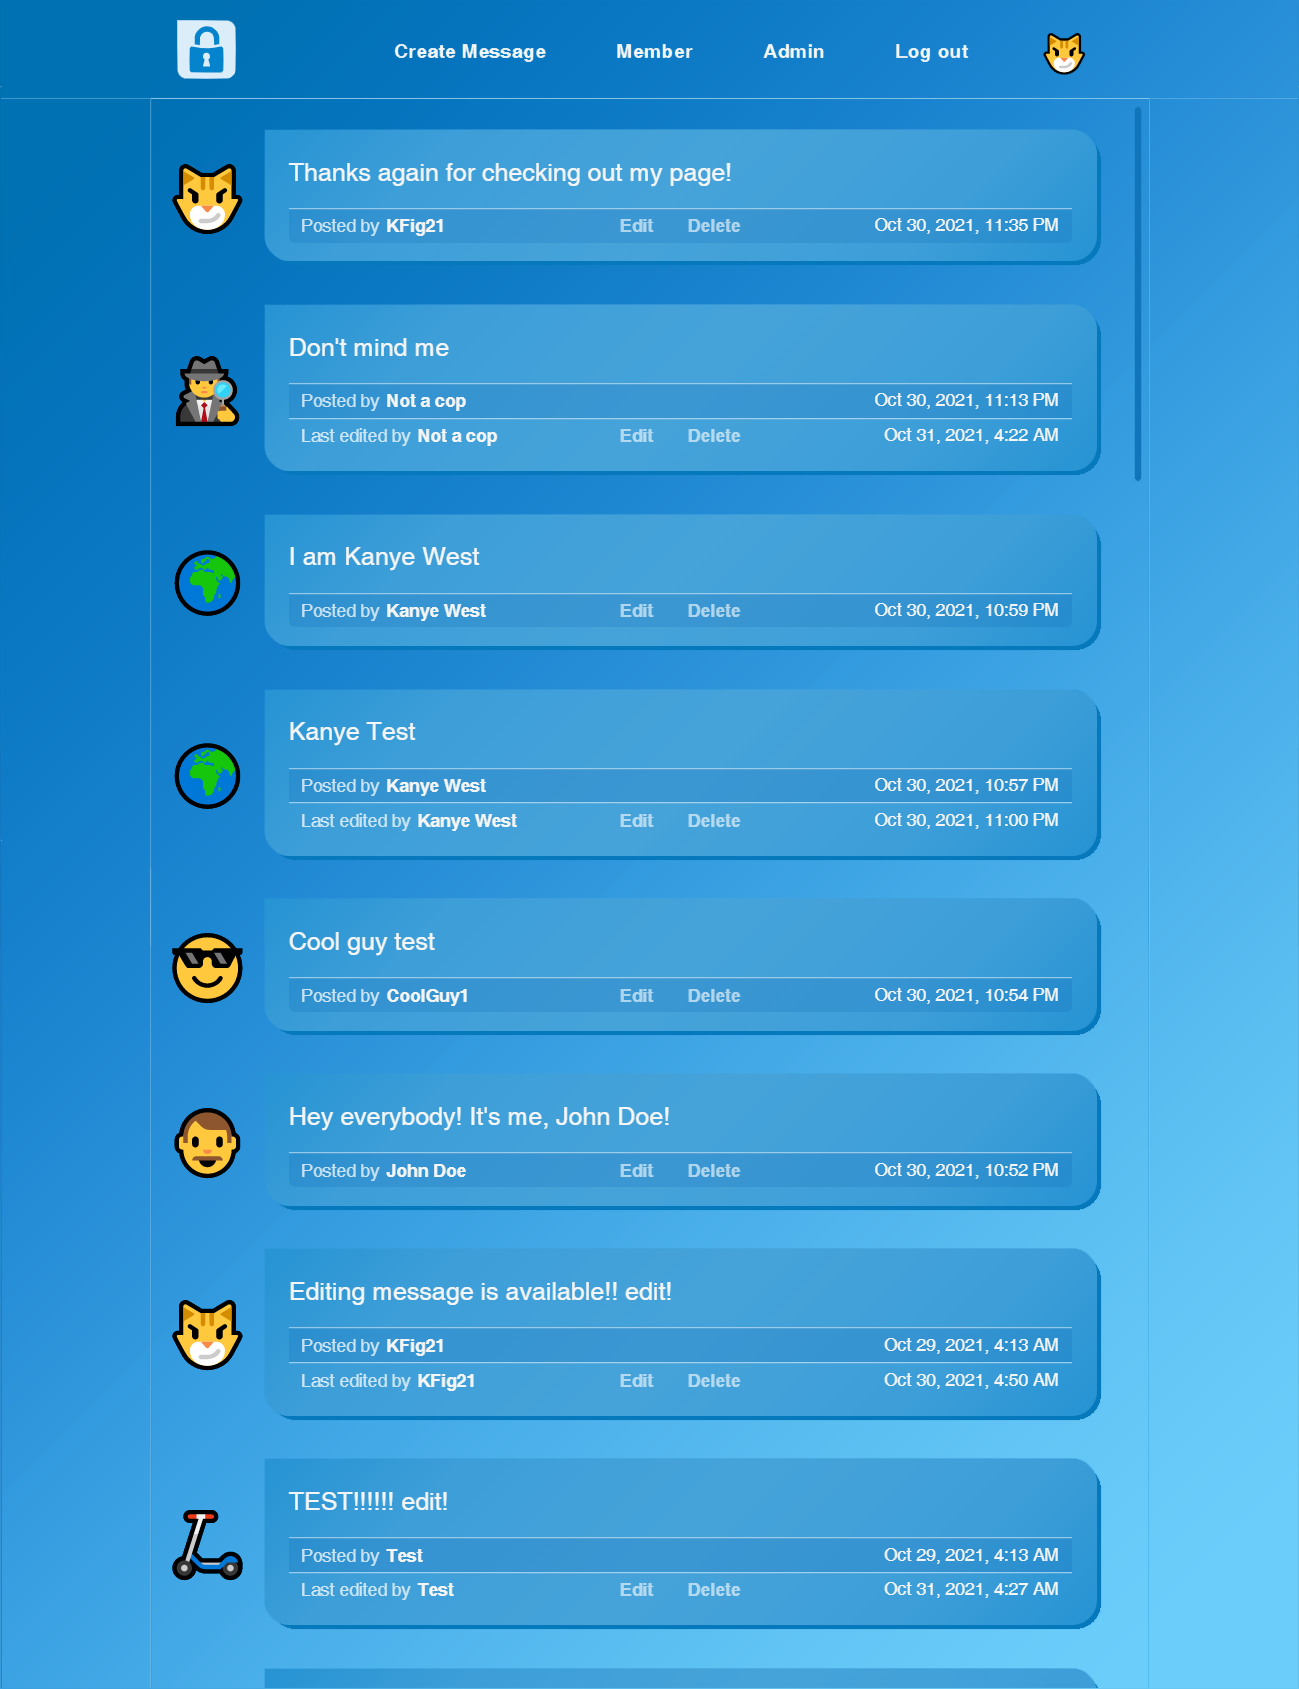 Create Message Member Admin Log out
Thanks again for checking out my page!
Posted by KFig21 Edit Delete Oct 30, 2021, 11:35 PM
Don't mind me
Posted by Not a cop Oct 30, 2021, 11:13 PM
Last edited by Not a cop Edit Delete Oct 31, 2021, 4:22 AM
I am Kanye West
Posted by Kanye West Edit Delete Oct 30, 2021, 10:59 PM
Kanye Test
Posted by Kanye West Oct 30, 2021, 10:57 PM
Last edited by Kanye West Edit Delete Oct 30, 2021, 11:00 PM
Cool guy test
Posted by CoolGuy1 Edit Delete Oct 30, 2021, 10:54 PM
Hey everybody! It's me, John Doe!
Posted by John Doe Edit Delete Oct 30, 2021, 10:52 PM
Editing message is available!! edit!
Posted by KFig21 Oct 29, 2021, 4:13 AM
Last edited by KFig21 Edit Delete Oct 30, 2021, 4:50 AM
TEST!!!!!! edit!
Posted by Test Oct 29, 2021, 4:13 AM
Last edited by Test Edit Delete Oct 31, 2021, 4:27 AM